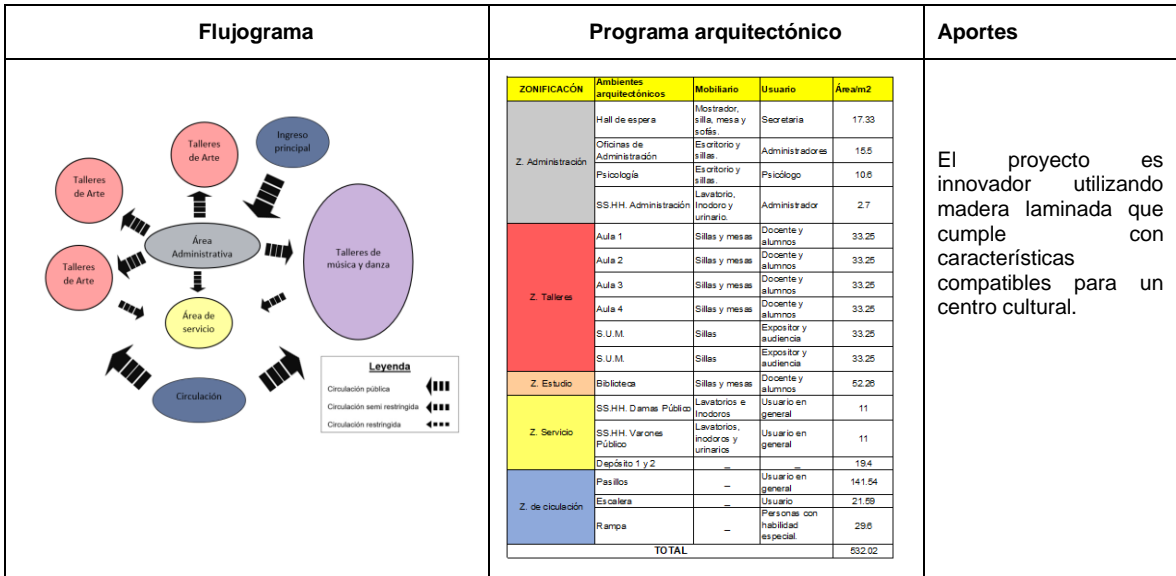 Flujograma
Programa arquitectónico
Aportes
Talleres
de Arte
Ingreso
principal
Talleres
de Arte
Área
Administrativa
Talleres de
música y danza
Talleres
de Arte
Área de
servicio
Circulación
Leyenda
Circulación pública
Circulación semi restringida
Circulación restringida
ZONIFICACÓN
Ambientes
arquitectónicos
Mobiliario
Usuario
Área/m2
Z. Administración
Hall de espera
Mostrador,
silla, mesa y
sofás.
Secretaria
17.33
Oficinas de
Administración
Escritorio y
sillas.
Administradores
15.5
Psicología
Escritorio y
sillas.
Psicólogo
10.6
SS.HH. Administración
Lavatorio,
Inodoro y
urinario.
Administrador
2.7
Z. Talleres
Aula 1
Sillas y mesas
Docente y
alumnos
33.25
Aula 2
Sillas y mesas
Docente y
alumnos
33.25
Aula 3
Sillas y mesas
Docente y
alumnos
33.25
Aula 4
Sillas y mesas
Docente y
alumnos
33.25
S.U.M.
Sillas
Expositor y
audiencia
33.25
S.U.M.
Sillas
Expositor y
audiencia
33.25
Z. Estudio
Biblioteca
Sillas y mesas
Docente y
alumnos
52.26
Z. Servicio
SS.HH. Damas Público
Lavatorios e
Inodoros
Usuario en
general
11
SS.HH. Varones
Público
Lavatorios,
inodoros y
urinarios
Usuario en
general
11
Depósito 1 y 2
_
_
19.4
Z. de ciculación
Pasillos
_
Usuario en
general
141.54
Escalera
_
Usuario
21.59
Rampa
_
Personas con
habilidad
especial.
29.6
TOTAL
532.02
El proyecto es
innovador utilizando
madera laminada que
cumple con
características
compatibles para un
centro cultural.